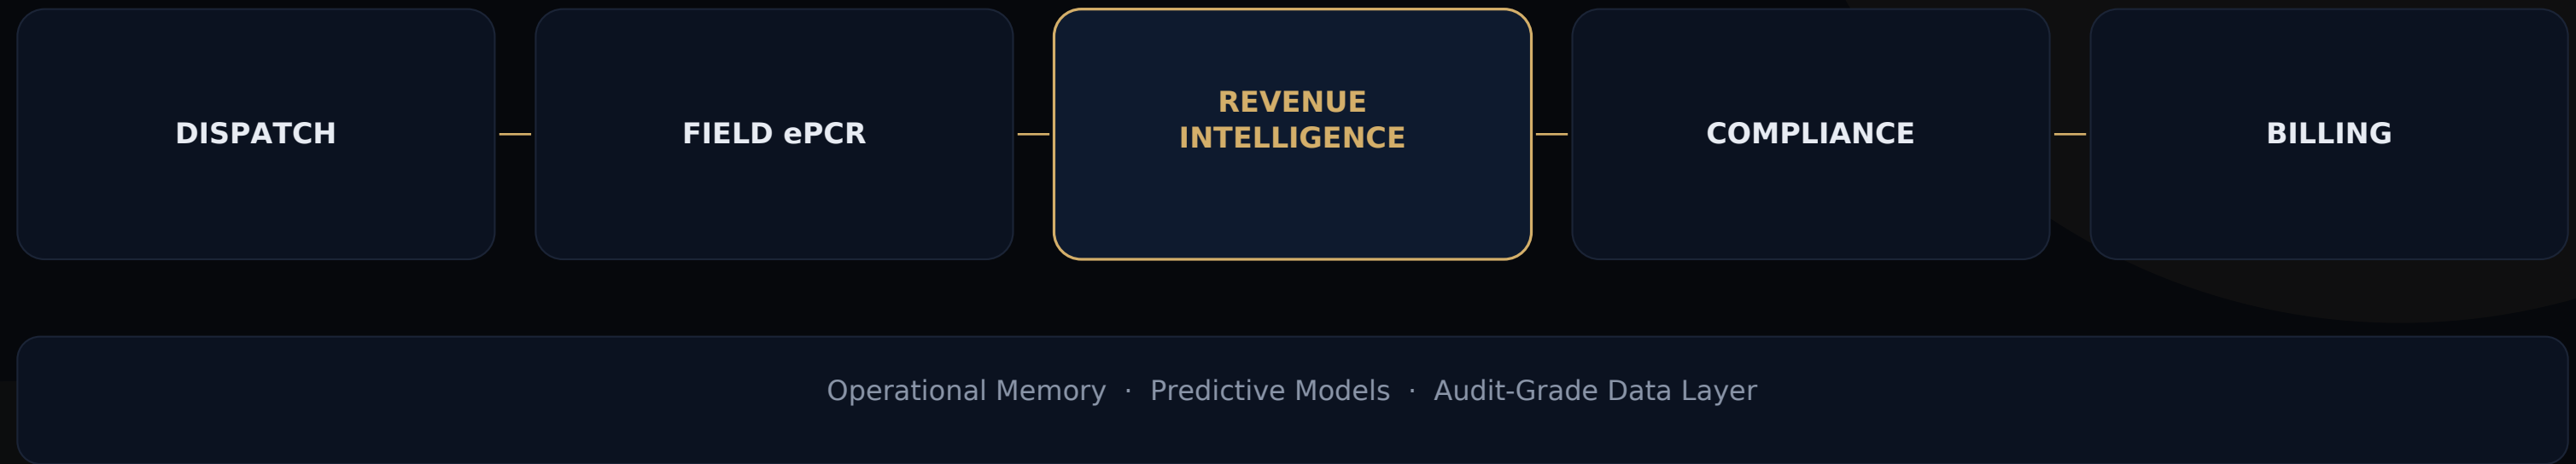 DISPATCH
FIELD ePCR
REVENUE
INTELLIGENCE
COMPLIANCE
BILLING
Operational Memory · Predictive Models · Audit-Grade Data Layer